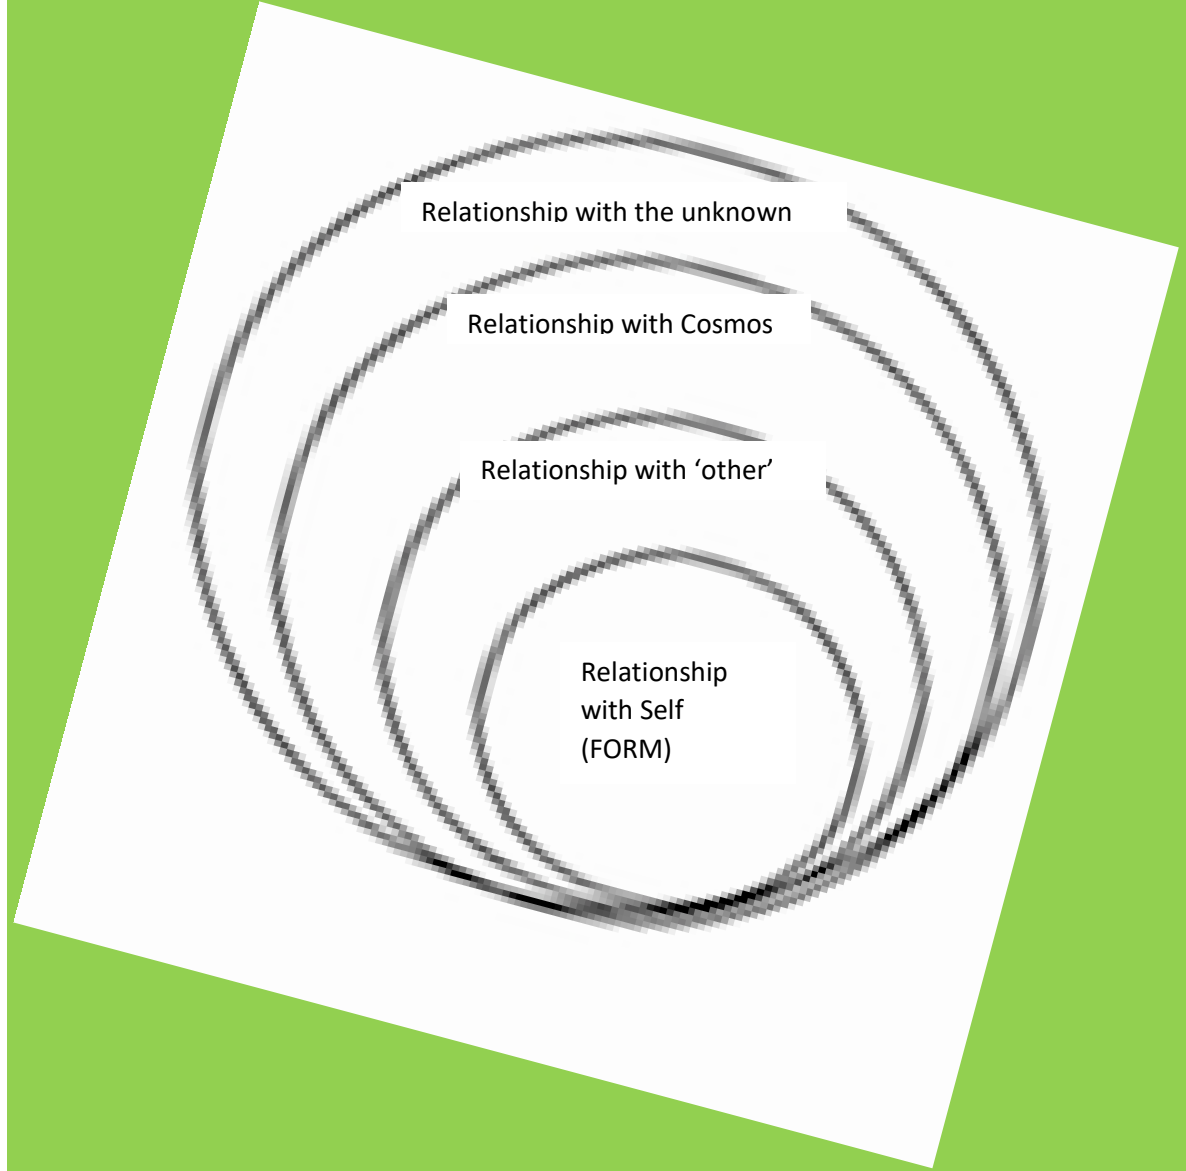 Relationship with the unknown
Relationship with Cosmos
Relationship with ‘other’
Relationship
with Self
(FORM)